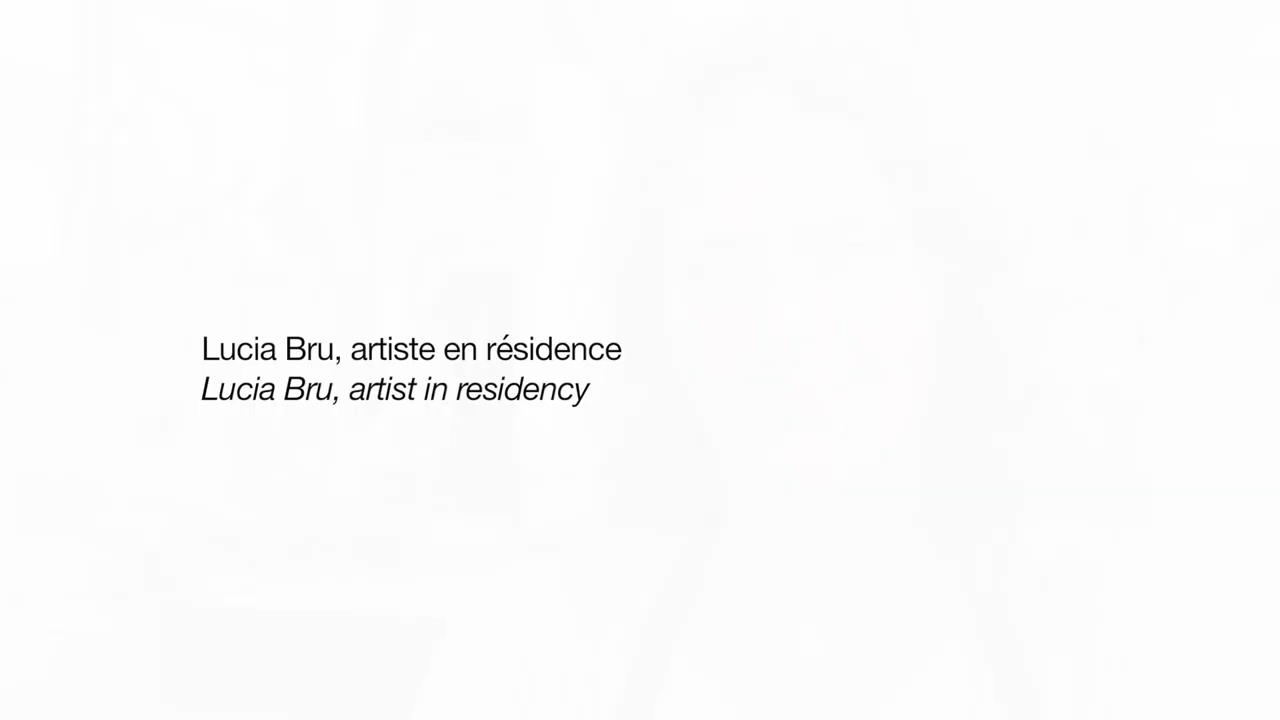 Lucia Bru, artiste en résidence
Lucia Bru, artist in residency